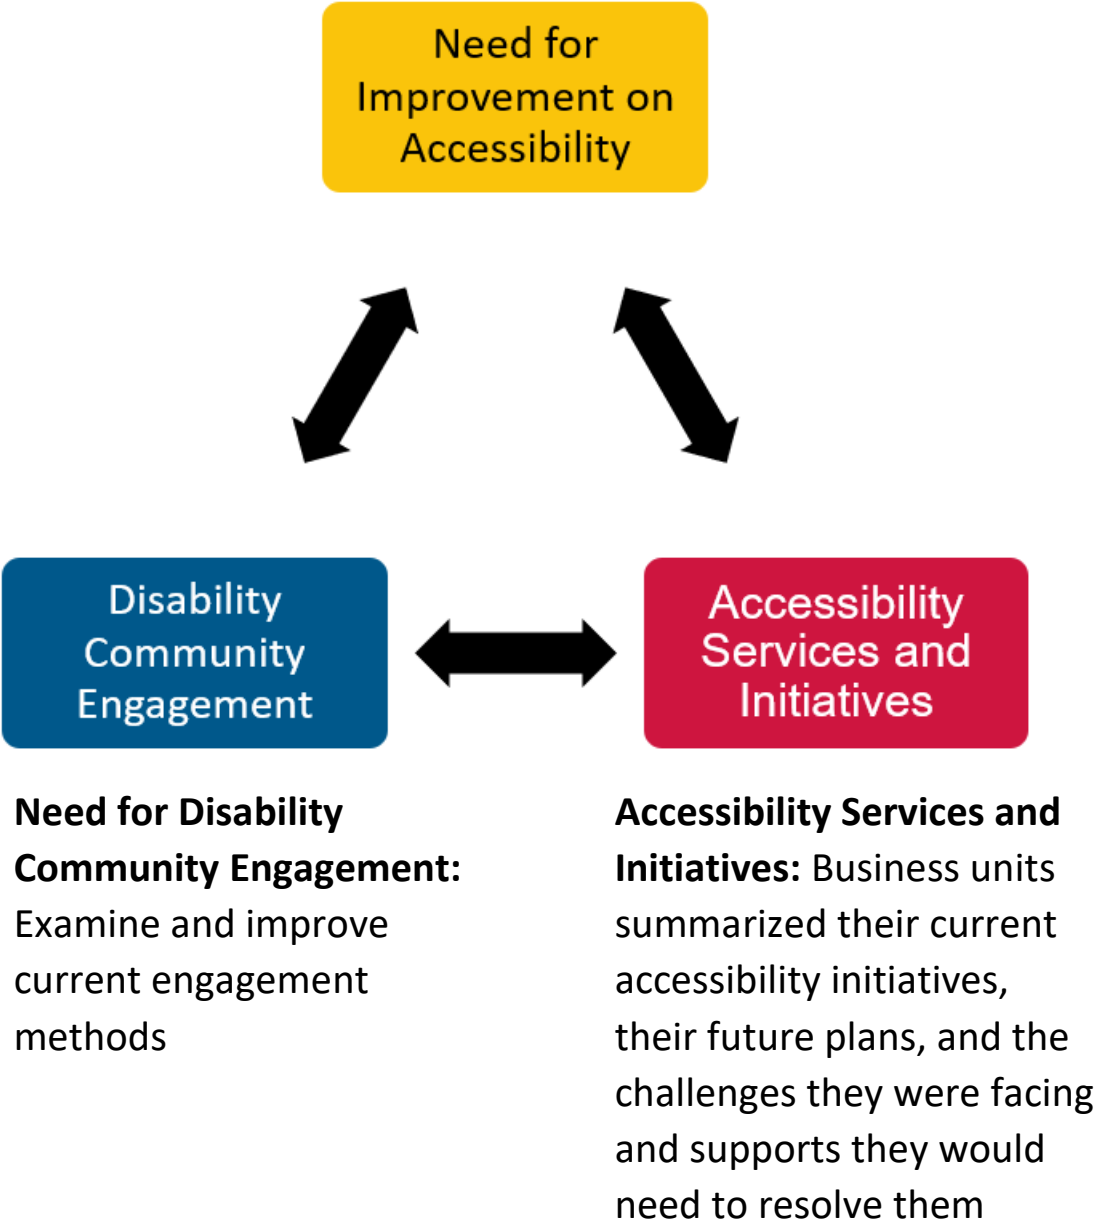 Need for
Improvement on
Accessibility
Disability
Community
Engagement
Accessibility
Services and
Initiatives
Need for Disability
Community Engagement:
Examine and improve
current engagement
methods
Accessibility Services and
Initiatives: Business units
summarized their current
accessibility initiatives,
their future plans, and the
challenges they were facing
and supports they would
need to resolve them